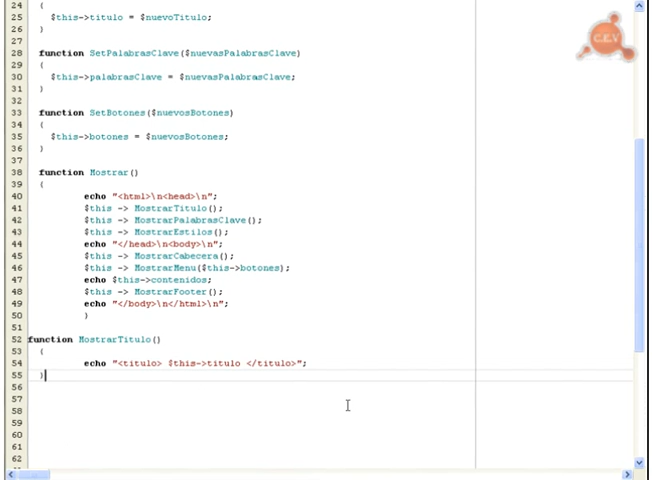 24 {
25 $this->titulo = $nuevoTitulo;
26 }
27
28 function SetPalabrasClave($nuevasPalabrasClave)
29 {
30 $this->palabrasClave = $nuevasPalabrasClave;
31 }
32
33 function SetBotones($nuevosBotones)
34 {
35 $this->botones = $nuevosBotones;
36 }
37
38 function Mostrar()
39 {
40 echo "<html>\n<head>\n";
41 $this -> MostrarTitulo();
42 $this -> MostrarPalabrasClave();
43 $this -> MostrarEstilos();
44 echo "</head>\n<body>\n";
45 $this -> MostrarCabecera();
46 $this -> MostrarMenu($this->botones);
47 echo $this->contenidos;
48 $this -> MostrarFooter();
49 echo "</body>\n</html>\n";
50 }
51
52 function MostrarTitulo()
53 {
54 echo "<titulo> $this->titulo </titulo>";
55 }
56
57
58
59
60
61
62
C.E.V